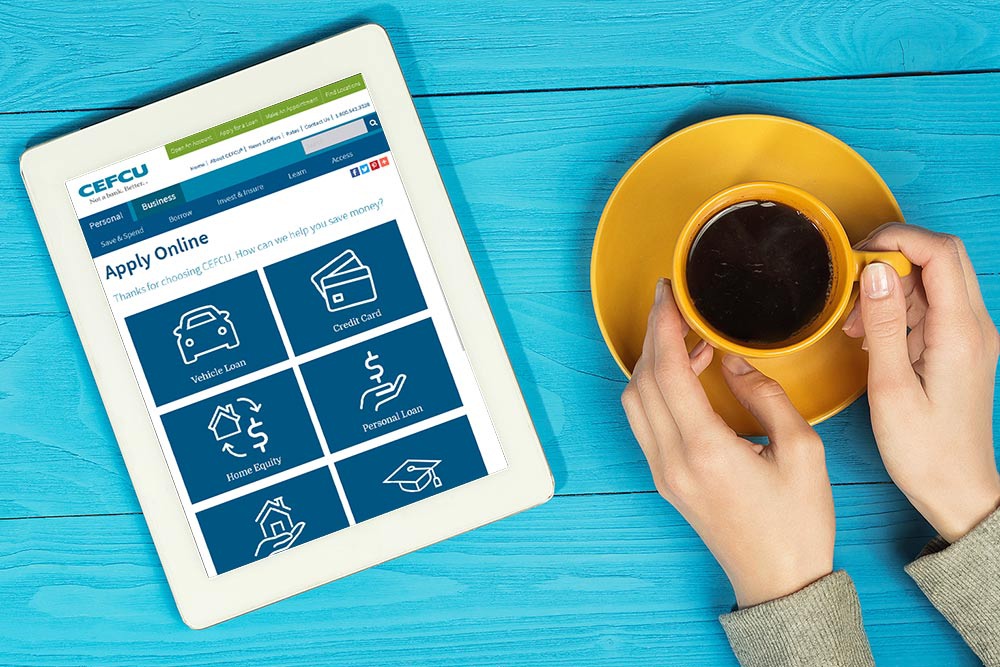 Open An Account | Apply for a Loan | Make An Appointment | Find Locations
Home | About CEFCU® | News & Offers | Rates | Contact Us | 1.800.542.3328
CEFCU
Not a bank. Better.
Personal Business
Save & Spend Borrow Invest & Insure Learn Access
Apply Online
Thanks for choosing CEFCU. How can we help you save money?
Vehicle Loan
Credit Card
Home Equity
Personal Loan